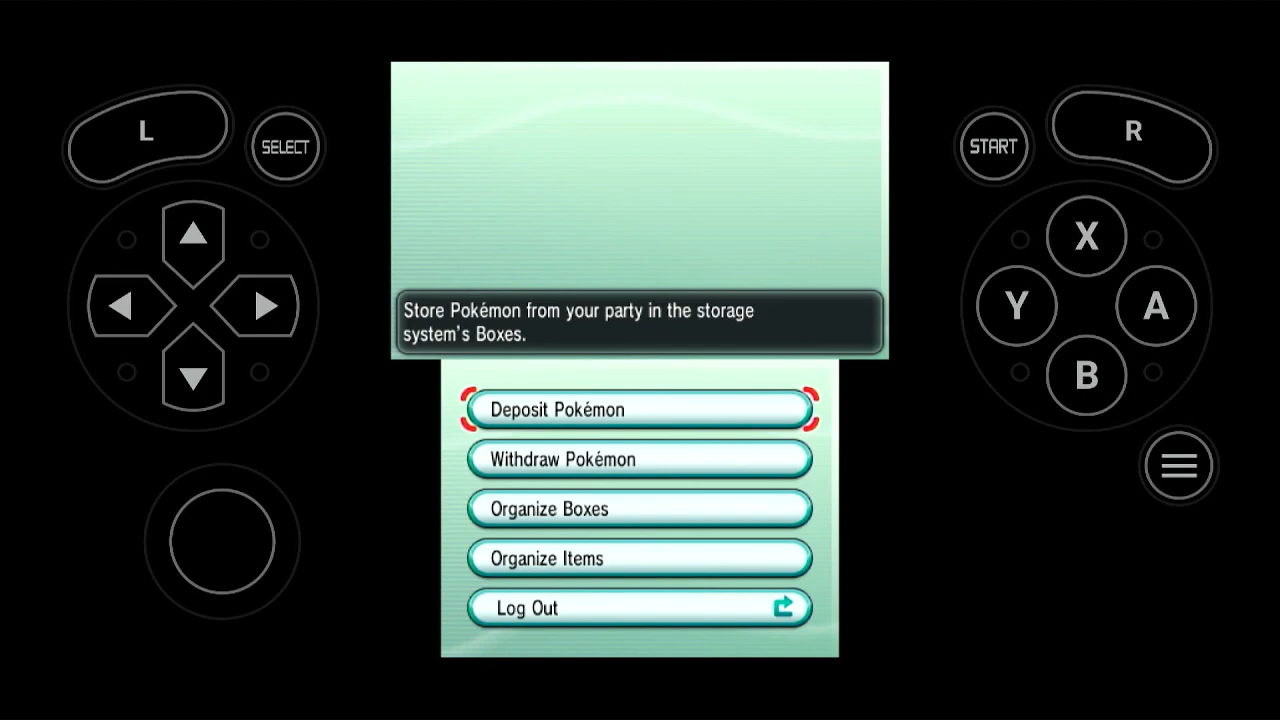 L
SELECT
START
R
X
Y
A
B
Store Pokémon from your party in the storage
system's Boxes.
Deposit Pokémon
Withdraw Pokémon
Organize Boxes
Organize Items
Log Out